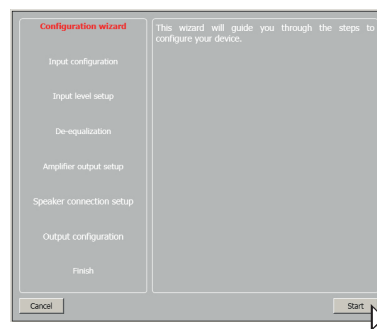 Configuration wizard
Input configuration
Input level setup
De-equalization
Amplifier output setup
Speaker connection setup
Output configuration
Finish
This wizard will guide you through the steps to
configure your device.
Cancel
Start